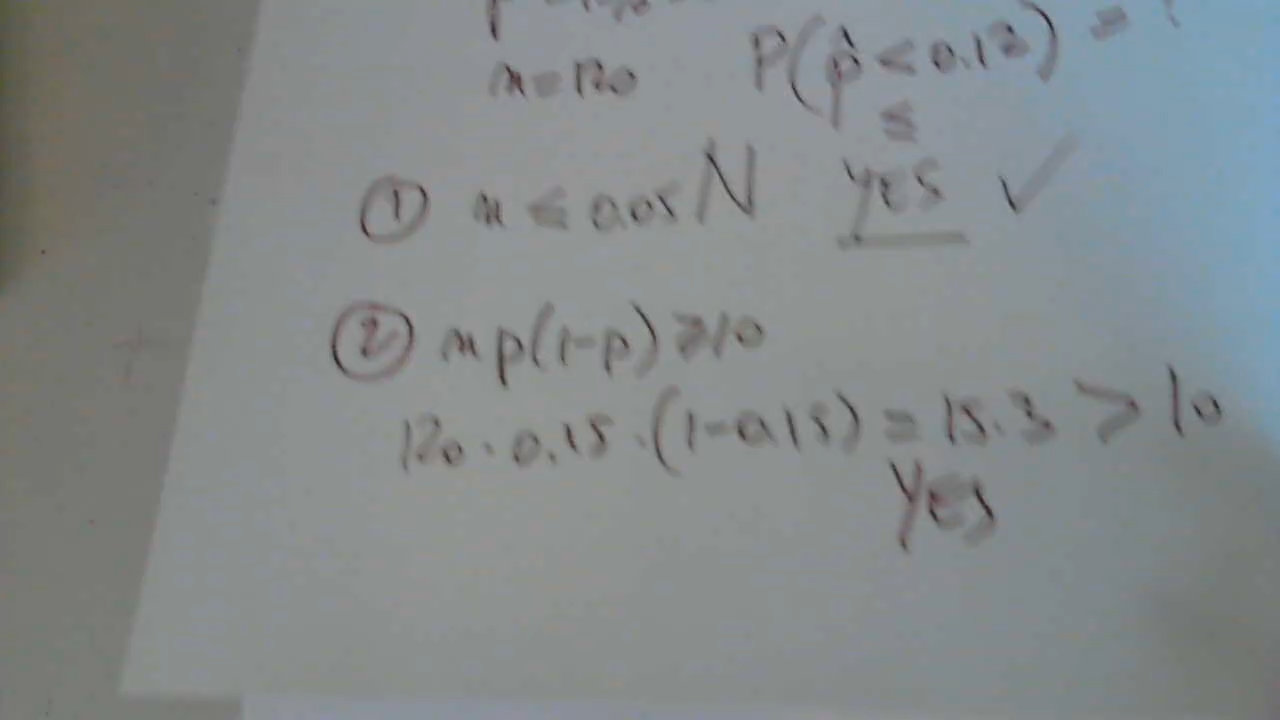 n=120 P(p̂<0.12) = ?
≤
① n ≤ 0.05 N YES ✓
② np(1-p) ≥10
120 · 0.15 · (1-0.15) = 15.3 > 10
YES